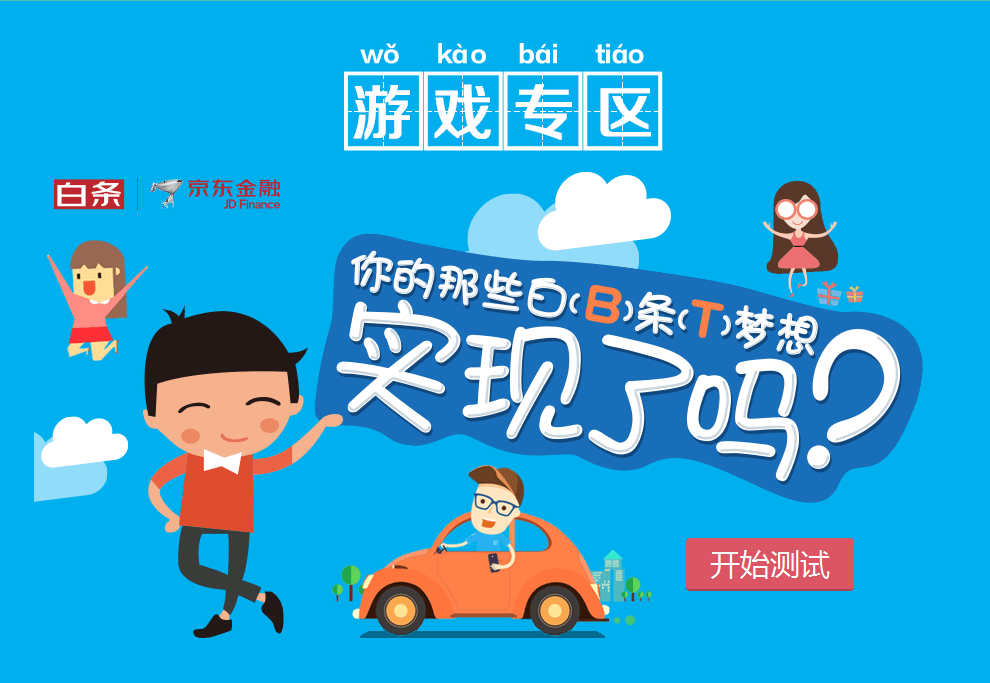 wǒ kào bái tiáo
游戏专区
白条 京东金融
JD Finance
你的那些白(B)条(T)梦想
实现了吗?
开始测试